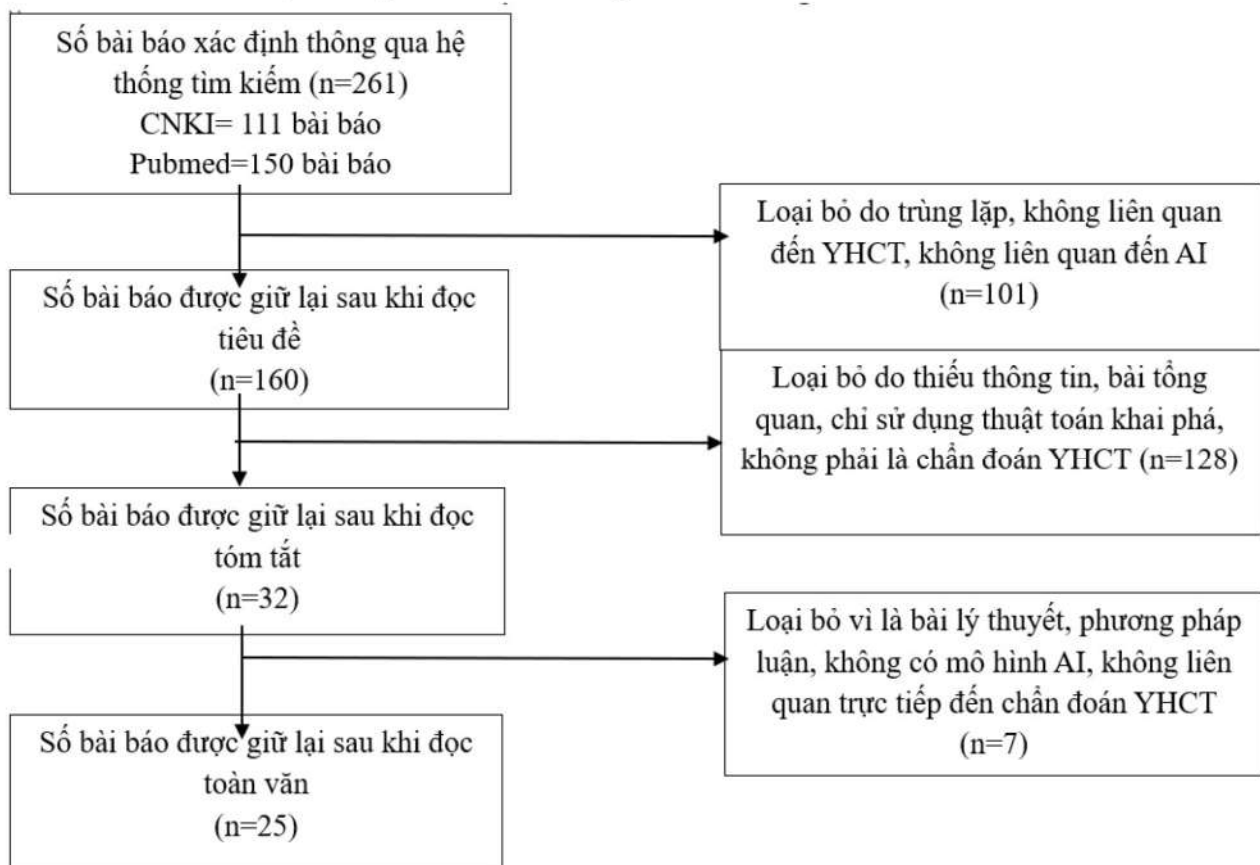 Số bài báo xác định thông qua hệ
thống tìm kiếm (n=261)
CNKI= 111 bài báo
Pubmed=150 bài báo
Loại bỏ do trùng lặp, không liên quan
đến YHCT, không liên quan đến AI
(n=101)
Số bài báo được giữ lại sau khi đọc
tiêu đề
(n=160)
Loại bỏ do thiếu thông tin, bài tổng
quan, chỉ sử dụng thuật toán khai phá,
không phải là chẩn đoán YHCT (n=128)
Số bài báo được giữ lại sau khi đọc
tóm tắt
(n=32)
Loại bỏ vì là bài lý thuyết, phương pháp
luận, không có mô hình AI, không liên
quan trực tiếp đến chẩn đoán YHCT
(n=7)
Số bài báo được giữ lại sau khi đọc
toàn văn
(n=25)